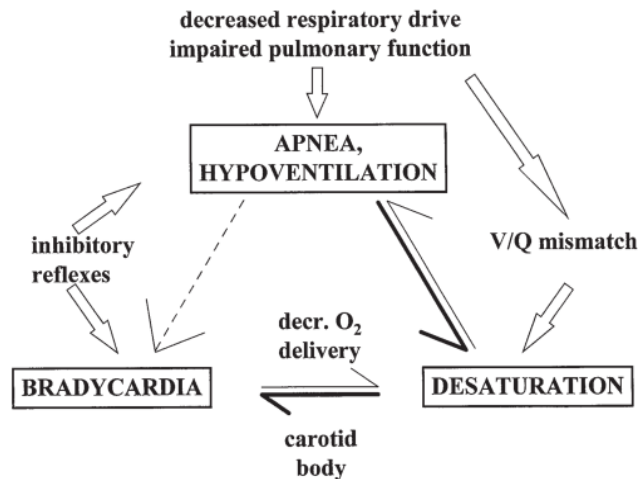 decreased respiratory drive
impaired pulmonary function
APNEA,
HYPOVENTILATION
inhibitory
reflexes
V/Q mismatch
decr. O₂
delivery
BRADYCARDIA
DESATURATION
carotid
body